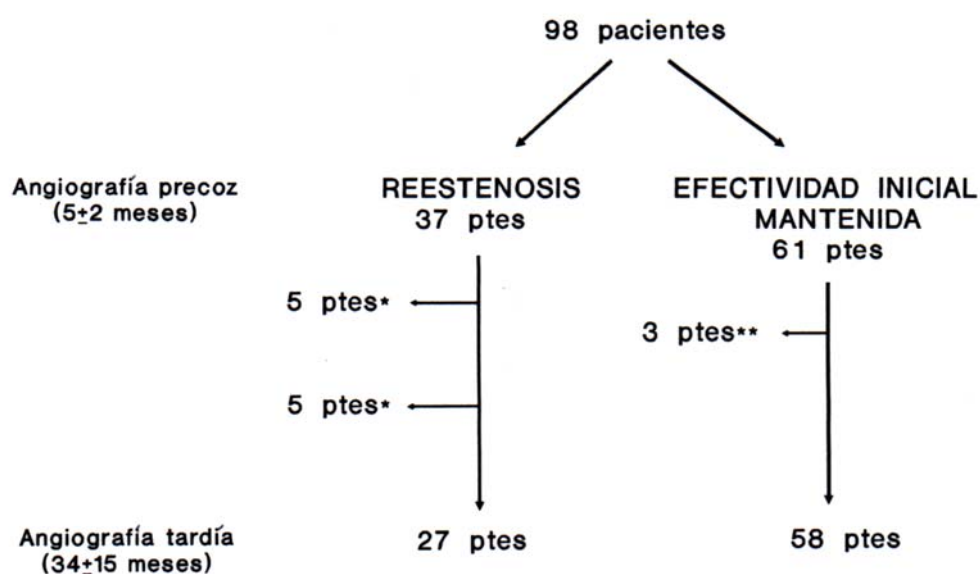 98 pacientes
Angiografía precoz
(5±2 meses)
REESTENOSIS
37 ptes
EFECTIVIDAD INICIAL
MANTENIDA
61 ptes
5 ptes*
3 ptes**
5 ptes*
Angiografía tardía
(34±15 meses)
27 ptes
58 ptes